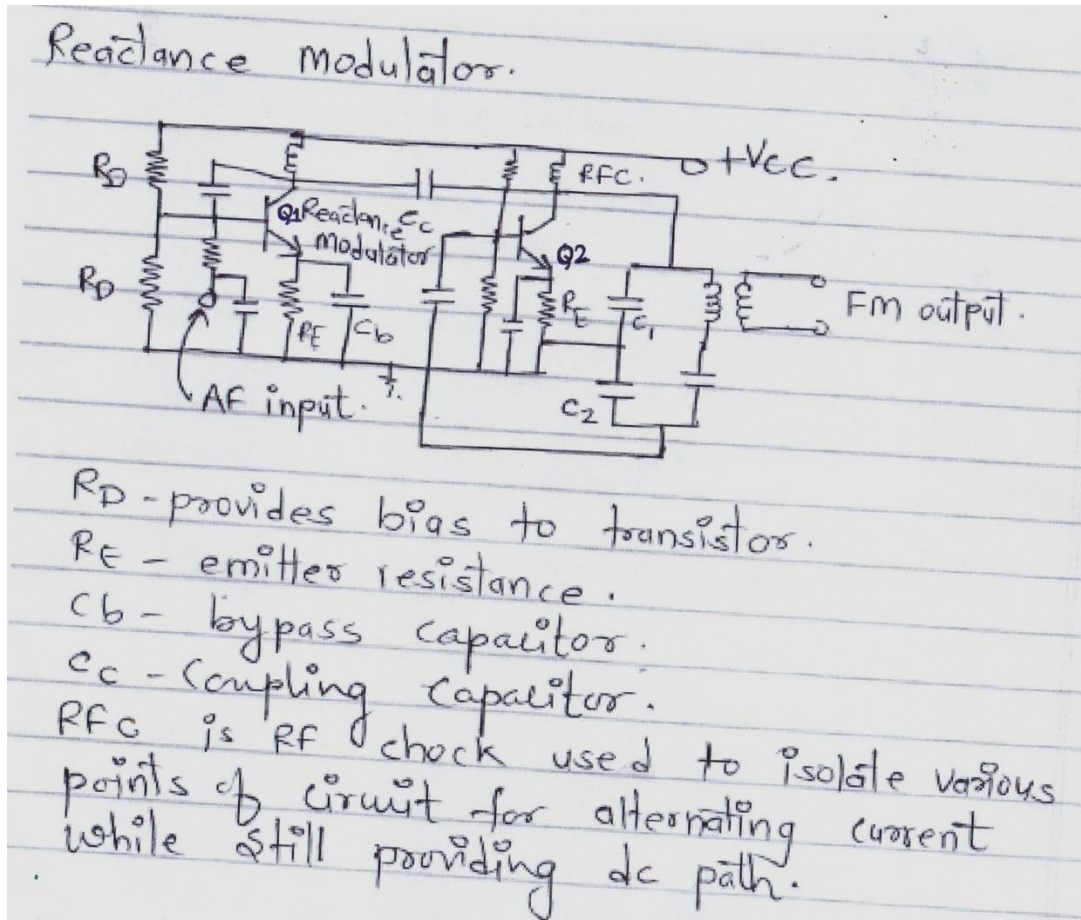 Reactance modulator.
RD
RFC.
+Vcc.
Q1 Reactance
modulator
Cc
Q2
RD
RE
Cb
RE
C1
FM output.
AF input.
C2
RD - provides bias to transistor.
RE - emitter resistance.
Cb - bypass capacitor.
Cc - Coupling capacitor.
RFC is RF chock used to isolate various
points of circuit for alternating current
while still providing dc path.